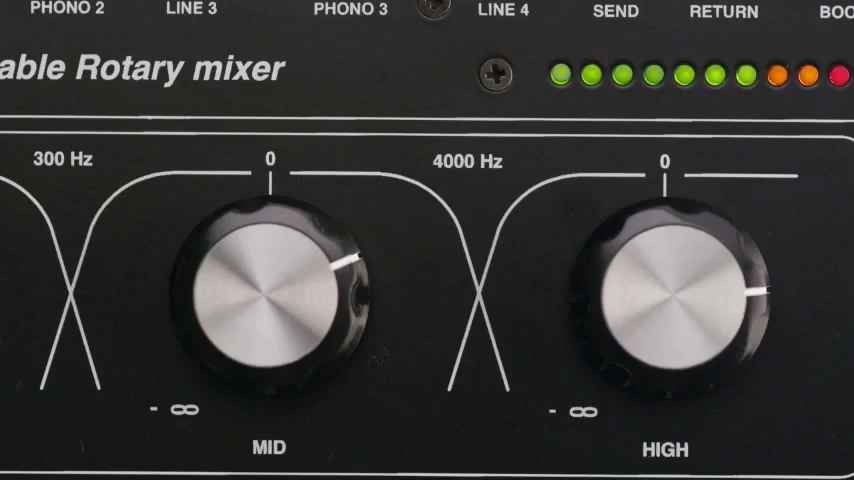 PHONO 2 LINE 3 PHONO 3 LINE 4 SEND RETURN BOO
able Rotary mixer
300 Hz 0 4000 Hz 0
- ∞ - ∞
MID HIGH